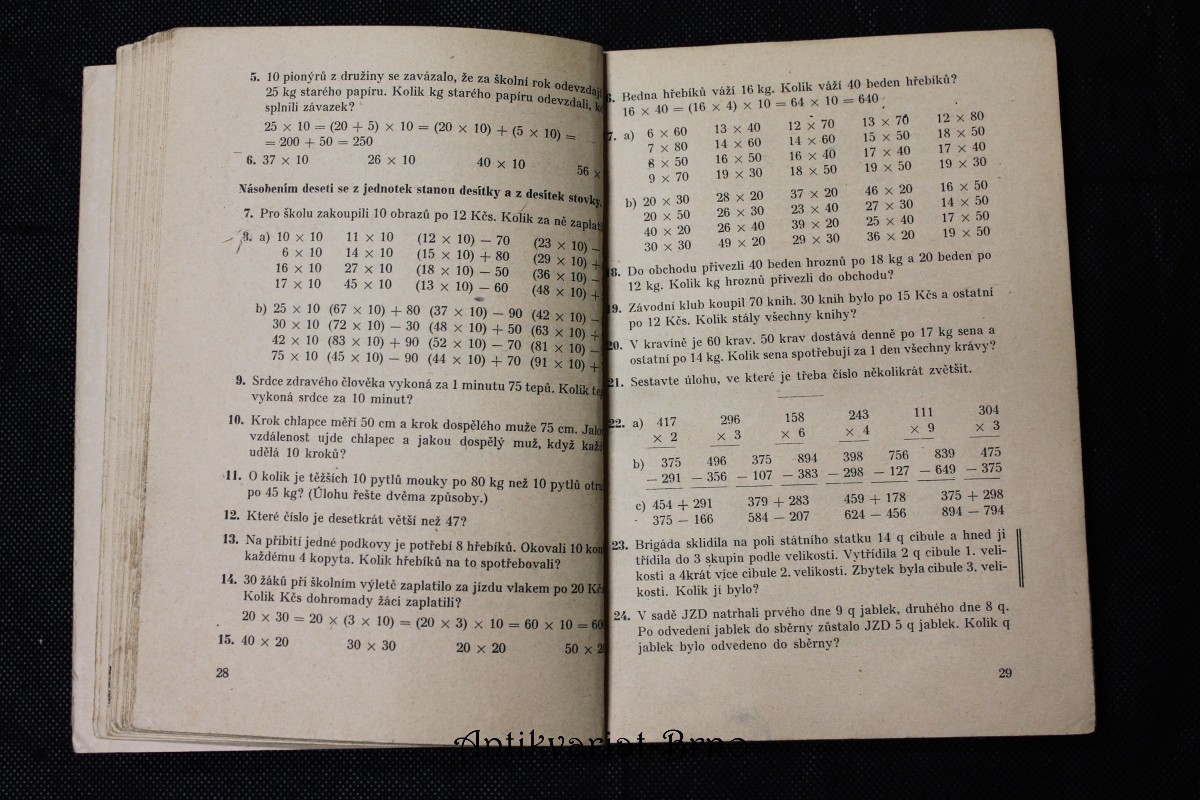 5. 10 pionýrů z družiny se zavázalo, že za školní rok odevzdají
25 kg starého papíru. Kolik kg starého papíru odevzdali,
splnili závazek?
25 × 10 = (20 + 5) × 10 = (20 × 10) + (5 × 10) =
= 200 + 50 = 250
6. 37 × 10 26 × 10 40 × 10 56 ×
Násobením deseti se z jednotek stanou desítky a z desítek stovky.
7. Pro školu zakoupili 10 obrazů po 12 Kčs. Kolik za ně zaplatili
8. a) 10 × 10 11 × 10 (12 × 10) — 70 (23 × 10) —
6 × 10 14 × 10 (15 × 10) + 80 (29 × 10) +
16 × 10 27 × 10 (18 × 10) — 50 (36 × 10) —
17 × 10 45 × 10 (13 × 10) — 60 (48 × 10) +
b) 25 × 10 (67 × 10) + 80 (37 × 10) — 90 (42 × 10) —
30 × 10 (72 × 10) — 30 (48 × 10) + 50 (63 × 10) +
42 × 10 (83 × 10) + 90 (52 × 10) — 70 (81 × 10) —
75 × 10 (45 × 10) — 90 (44 × 10) + 70 (91 × 10) +
9. Srdce zdravého člověka vykoná za 1 minutu 75 tepů. Kolik
vykoná srdce za 10 minut?
10. Krok chlapce měří 50 cm a krok dospělého muže 75 cm.
vzdálenost ujde chlapec a jakou dospělý muž, když
udělá 10 kroků?
11. O kolik je těžších 10 pytlů mouky po 80 kg než 10 pytlů
po 45 kg? (Úlohu řešte dvěma způsoby.)
12. Které číslo je desetkrát větší než 47?
13. Na přibití jedné podkovy je potřebí 8 hřebíků. Okovali 10
každému 4 kopyta. Kolik hřebíků na to spotřebovali?
14. 30 žáků při školním výletě zaplatilo za jízdu vlakem po 20 Kčs
Kolik Kčs dohromady žáci zaplatili?
20 × 30 = 20 × (3 × 10) = (20 × 3) × 10 = 60 × 10 = 60
15. 40 × 20 30 × 30 20 × 20 50 × 2
28
6. Bedna hřebíků váží 16 kg. Kolik váží 40 beden hřebíků?
16 × 40 = (16 × 4) × 10 = 64 × 10 = 640
7. a) 6 × 60 13 × 40 12 × 70 13 × 70 12 × 80
7 × 80 14 × 60 14 × 60 15 × 50 18 × 50
8 × 50 16 × 50 16 × 40 17 × 40 17 × 40
9 × 70 19 × 30 18 × 50 19 × 50 19 × 30
b) 20 × 30 28 × 20 37 × 20 46 × 20 16 × 50
20 × 50 26 × 30 23 × 40 27 × 30 14 × 50
40 × 20 26 × 40 39 × 20 25 × 40 17 × 50
30 × 30 49 × 20 29 × 30 36 × 20 19 × 50
18. Do obchodu přivezli 40 beden hroznů po 18 kg a 20 beden po
12 kg. Kolik kg hroznů přivezli do obchodu?
19. Závodní klub koupil 70 knih. 30 knih bylo po 15 Kčs a ostatní
po 12 Kčs. Kolik stály všechny knihy?
20. V kravíně je 60 krav. 50 krav dostává denně po 17 kg sena a
ostatní po 14 kg. Kolik sena spotřebují za 1 den všechny krávy?
21. Sestavte úlohu, ve které je třeba číslo několikrát zvětšit.
22. a) 417 296 158 243 111 304
× 2 × 3 × 6 × 4 × 9 × 3
b) 375 496 375 894 398 756 839 475
— 291 — 356 — 107 — 383 — 298 — 127 — 649 — 375
c) 454 + 291 379 + 283 459 + 178 375 + 298
375 — 166 584 — 207 624 — 456 894 — 794
23. Brigáda sklidila na poli státního statku 14 q cibule a hned ji
třídila do 3 skupin podle velikosti. Vytřídila 2 q cibule 1. veli-
kosti a 4krát více cibule 2. velikosti. Zbytek byla cibule 3. veli-
kosti. Kolik jí bylo?
24. V sadě JZD natrhali prvého dne 9 q jablek, druhého dne 8 q.
Po odvedení jablek do sběrny zůstalo JZD 5 q jablek. Kolik q
jablek bylo odvedeno do sběrny?
29
Antikvariat Brno